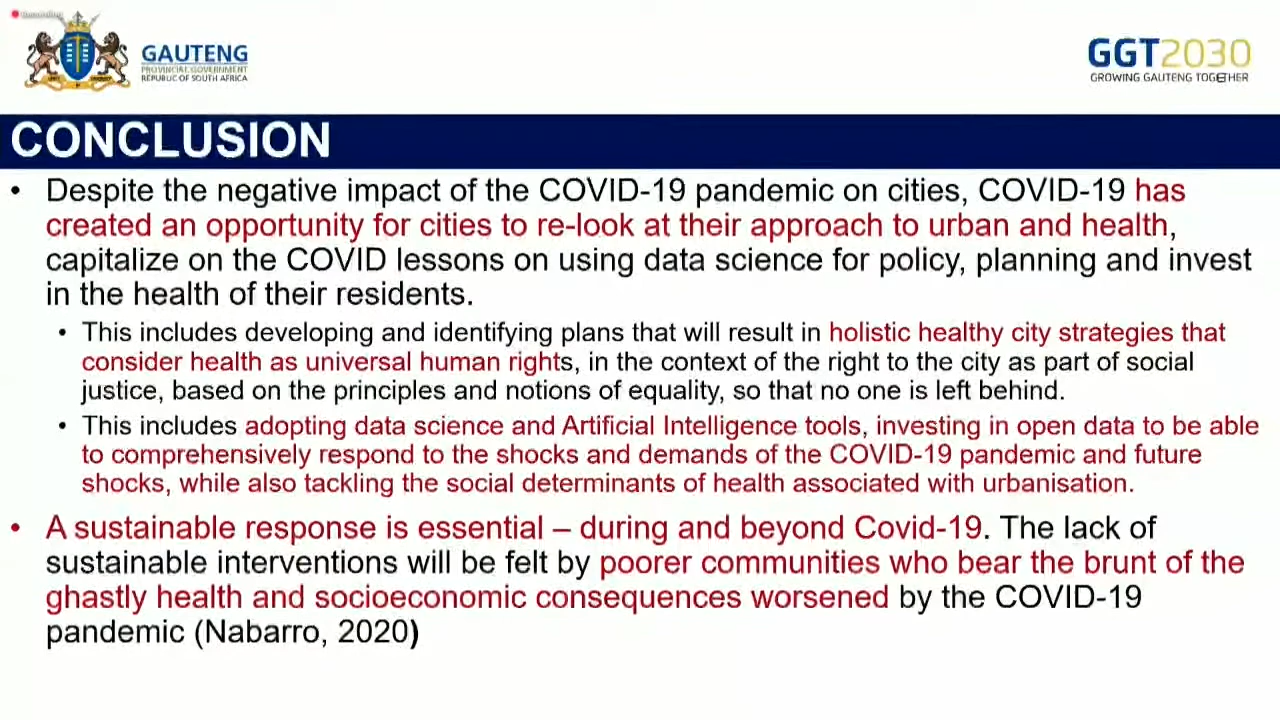 Recording
GAUTENG
PROVINCIAL GOVERNMENT
REPUBLIC OF SOUTH AFRICA
GGT2030
GROWING GAUTENG TOGETHER
CONCLUSION
• Despite the negative impact of the COVID-19 pandemic on cities, COVID-19 has
created an opportunity for cities to re-look at their approach to urban and health,
capitalize on the COVID lessons on using data science for policy, planning and invest
in the health of their residents.
• This includes developing and identifying plans that will result in holistic healthy city strategies that
consider health as universal human rights, in the context of the right to the city as part of social
justice, based on the principles and notions of equality, so that no one is left behind.
• This includes adopting data science and Artificial Intelligence tools, investing in open data to be able
to comprehensively respond to the shocks and demands of the COVID-19 pandemic and future
shocks, while also tackling the social determinants of health associated with urbanisation.
• A sustainable response is essential – during and beyond Covid-19. The lack of
sustainable interventions will be felt by poorer communities who bear the brunt of the
ghastly health and socioeconomic consequences worsened by the COVID-19
pandemic (Nabarro, 2020)